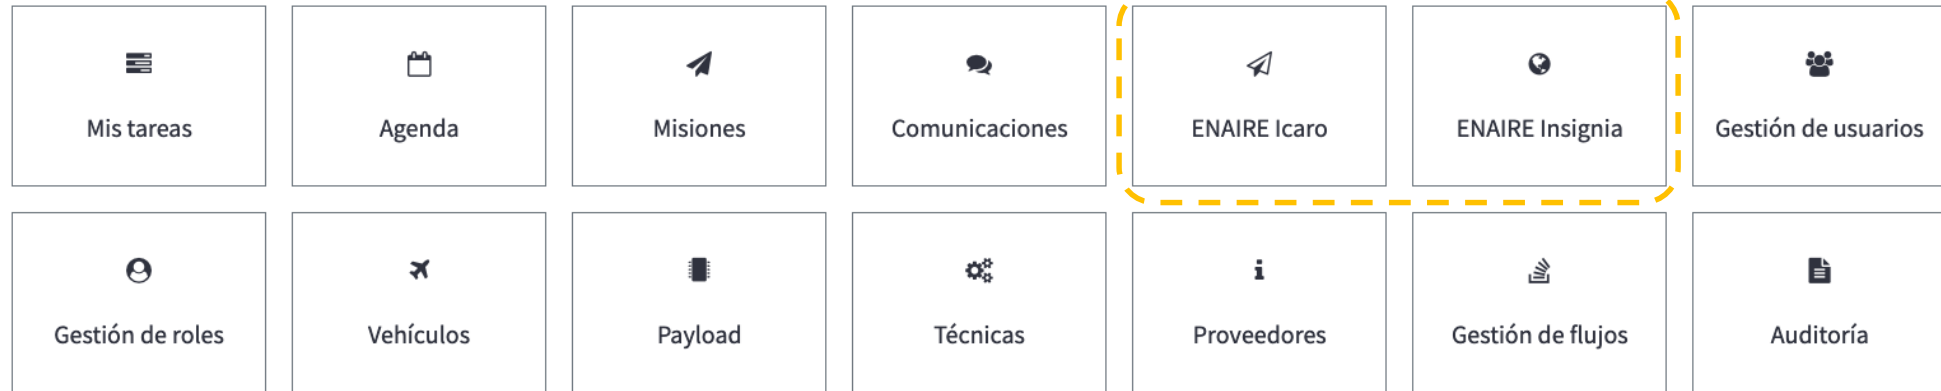 Mis tareas
Agenda
Misiones
Comunicaciones
ENAIRE Icaro
ENAIRE Insignia
Gestión de usuarios
Gestión de roles
Vehículos
Payload
Técnicas
Proveedores
Gestión de flujos
Auditoría